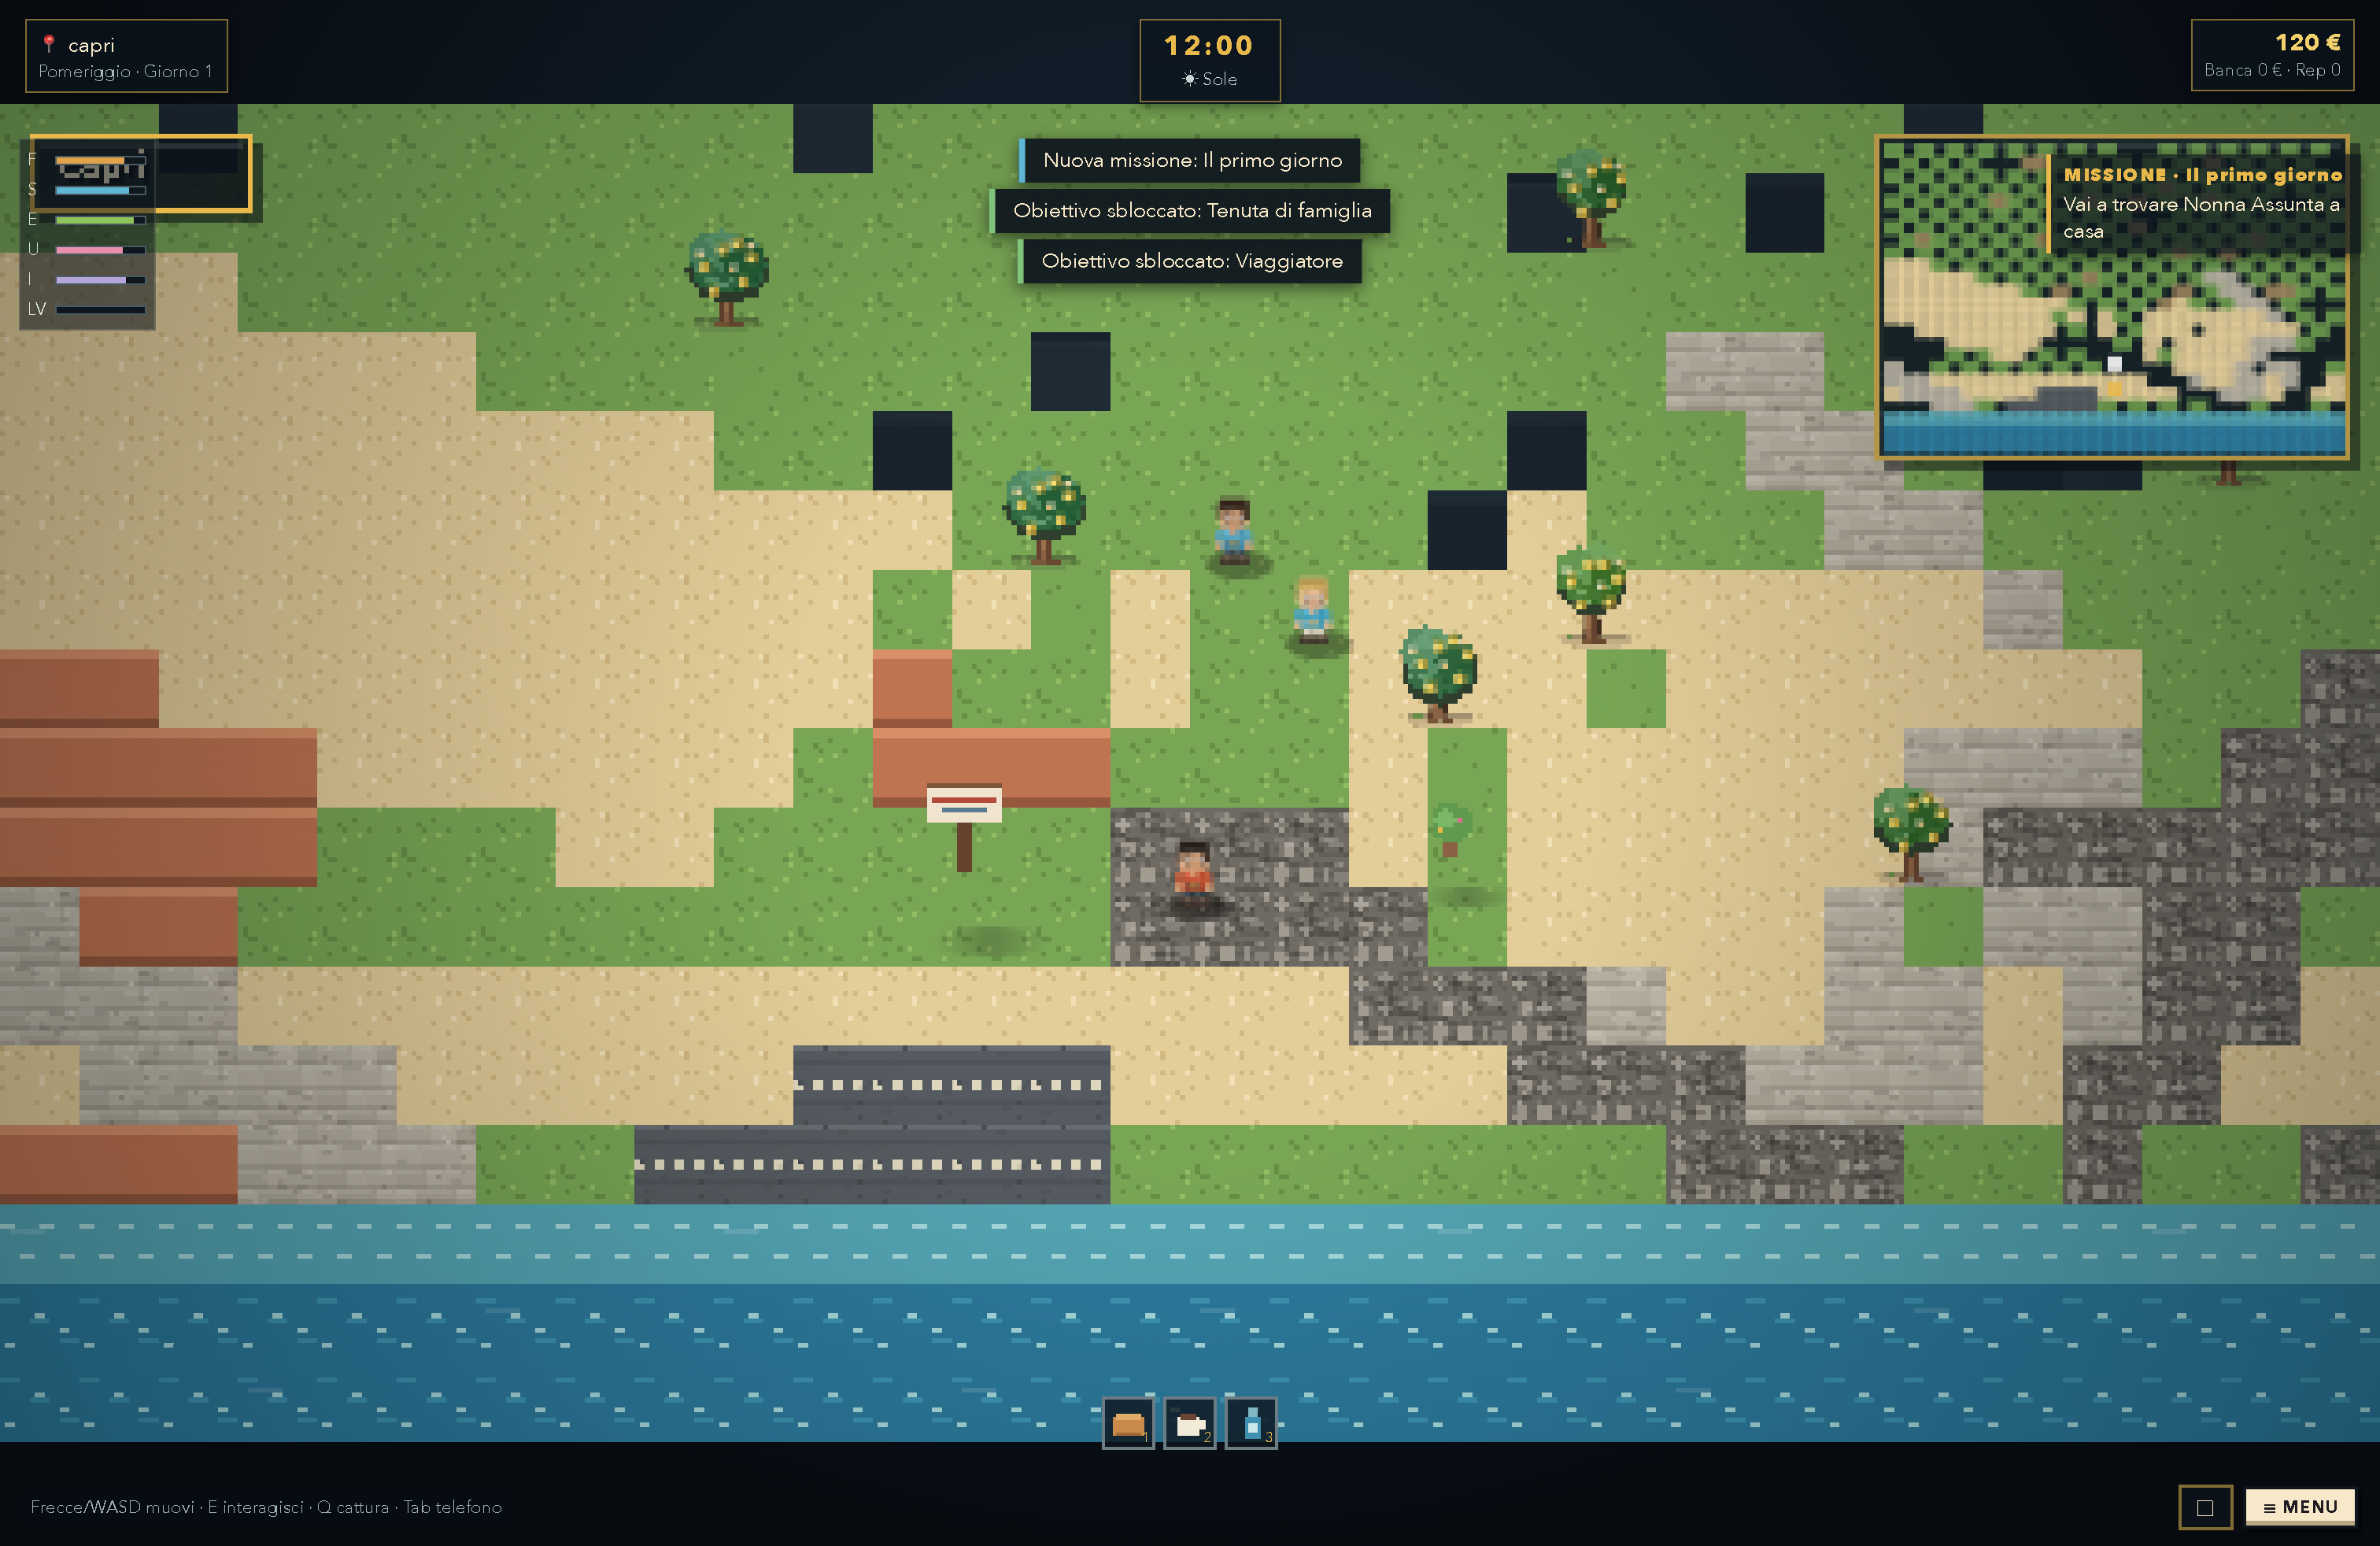 📍 capri
Pomeriggio · Giorno 1
12:00
☀ Sole
120 €
Banca 0 € · Rep 0
F
S
E
U
I
LV
capri
Nuova missione: Il primo giorno
Obiettivo sbloccato: Tenuta di famiglia
Obiettivo sbloccato: Viaggiatore
MISSIONE · Il primo giorno
Vai a trovare Nonna Assunta a
casa
1
2
3
Frecce/WASD muovi · E interagisci · Q cattura · Tab telefono
≡ MENU